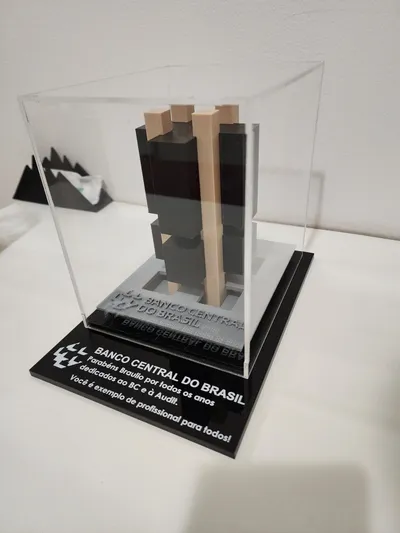 BANCO CENTRAL
DO BRASIL
BANCO CENTRAL DO BRASIL
Parabéns Braulio por todos os anos
dedicados ao BC e à Audit.
Você é exemplo de profissional para todos!